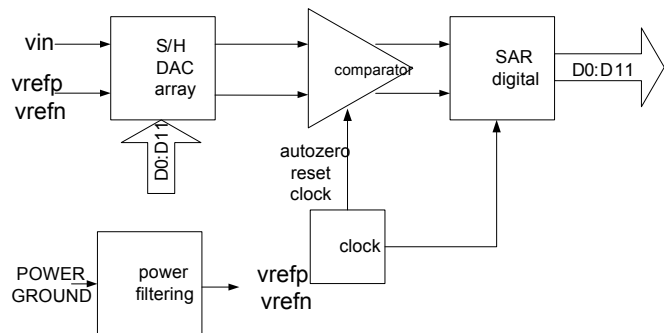 vin
vrefp
vrefn
S/H
DAC
array
D0:D11
comparator
SAR
digital
D0:D11
autozero
reset
clock
clock
POWER
GROUND
power
filtering
vrefp
vrefn